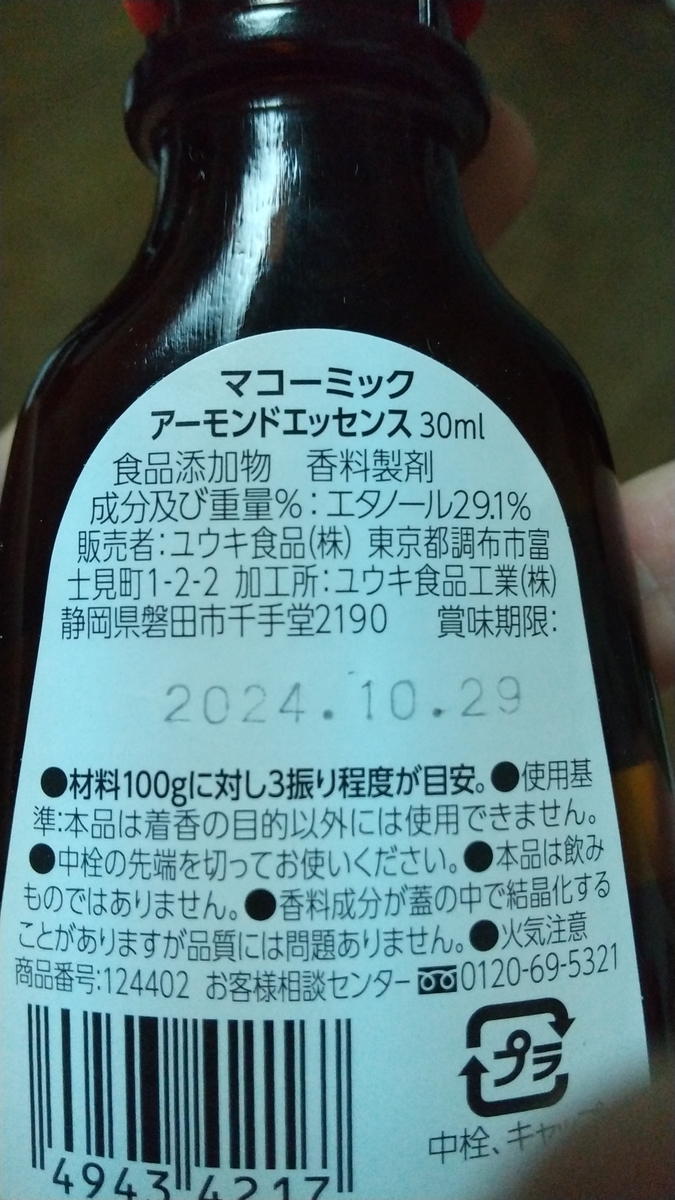 マコーミック
アーモンドエッセンス 30ml
食品添加物 香料製剤
成分及び重量%：エタノール29.1%
販売者：ユウキ食品(株) 東京都調布市富
士見町1-2-2 加工所：ユウキ食品工業(株)
静岡県磐田市千手堂2190 賞味期限：
2024.10.29
●材料100gに対し3振り程度が目安。●使用基
準：本品は着香の目的以外には使用できません。
●中栓の先端を切ってお使いください。●本品は飲み
ものではありません。●香料成分が蓋の中で結晶化する
ことがありますが品質には問題ありません。●火気注意
商品番号：124402 お客様相談センター 0120-69-5321
プラ
中栓、キャップ
4943 4217